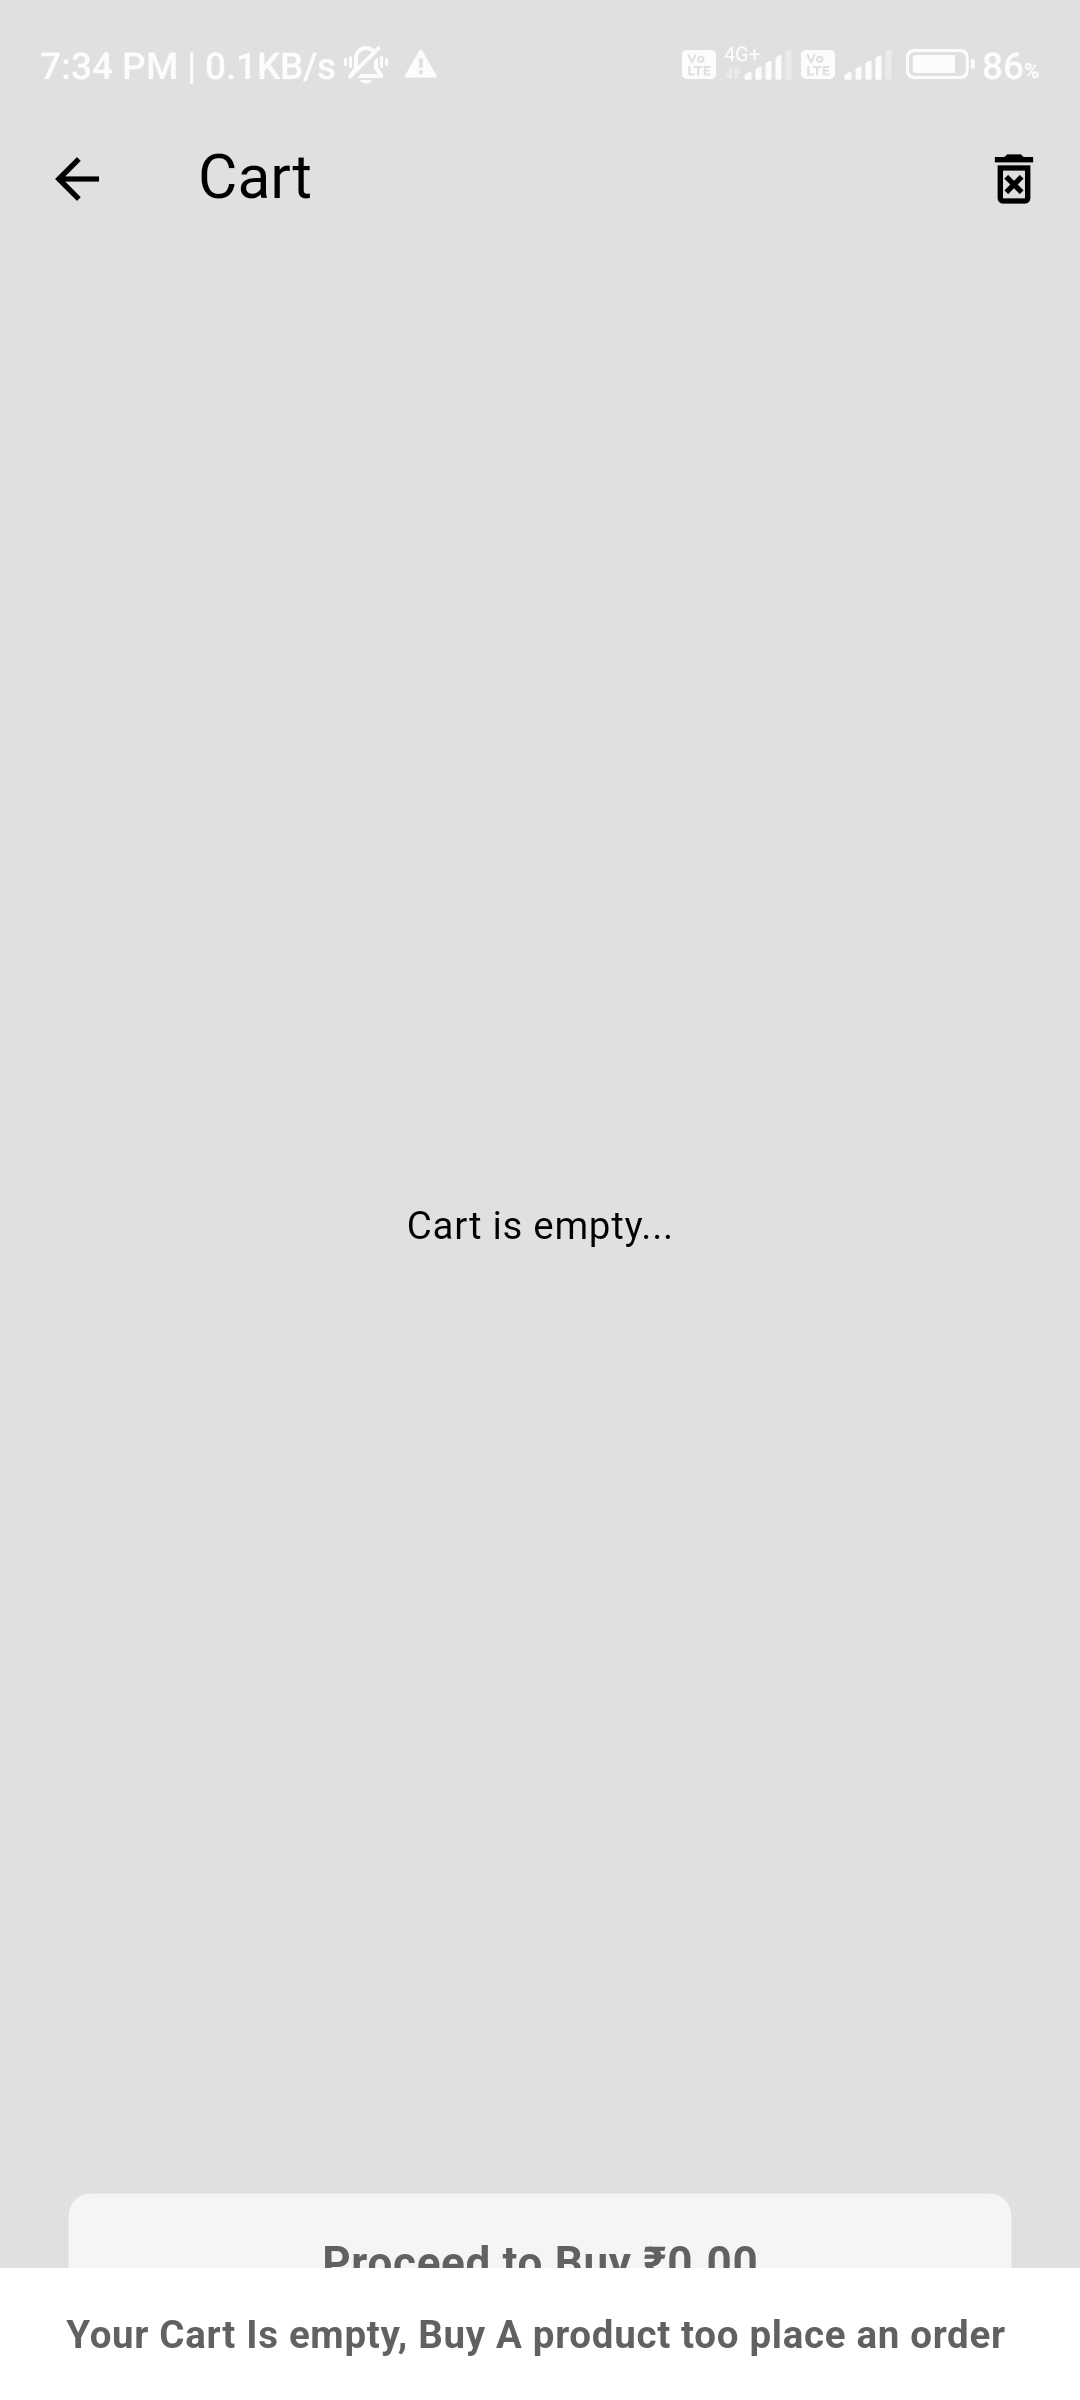 7:34 PM | 0.1KB/s Vo LTE 4G+ Vo LTE 86%
Cart
Cart is empty...
Proceed to Buy ₹0.00
Your Cart Is empty, Buy A product too place an order